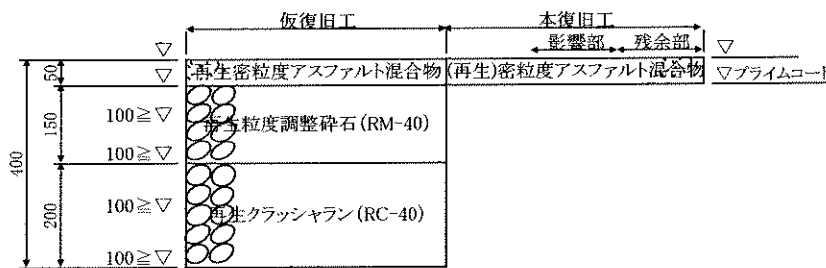 仮復旧工 本復旧工
影響部 残余部
再生密粒度アスファルト混合物 (再生)密粒度アスファルト混合物 プライムコート
50
100≧ 再生粒度調整砕石(RM-40)
150
100≧
400
100≧ 再生クラッシャラン(RC-40)
200
100≧